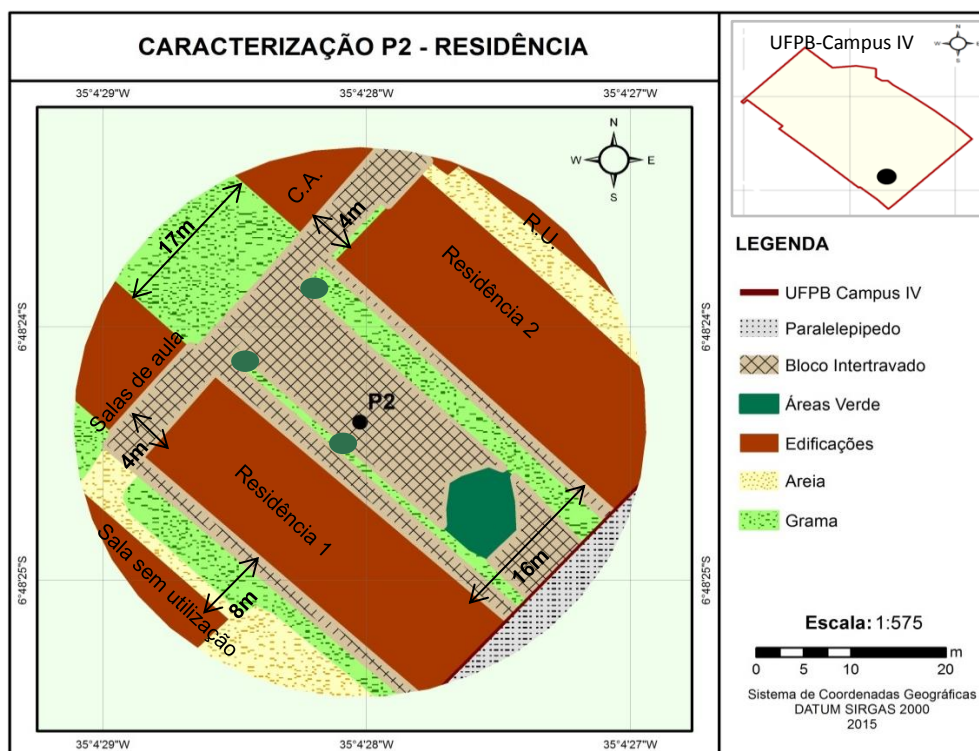 CARACTERIZAÇÃO P2 - RESIDÊNCIA
35°4'29"W
35°4'28"W
35°4'27"W
6°48'24"S
6°48'25"S
6°48'24"S
6°48'25"S
35°4'29"W
35°4'28"W
35°4'27"W
N
W
E
S
C.A.
17m
4m
R.U.
Residência 2
Salas de aula
P2
4m
Residência 1
16m
8m
Sala sem utilização
UFPB-Campus IV
N
W
E
S
LEGENDA
UFPB Campus IV
Paralelepipedo
Bloco Intertravado
Áreas Verde
Edificações
Areia
Grama
Escala: 1:575
m
0 5 10 20
Sistema de Coordenadas Geográficas
DATUM SIRGAS 2000
2015